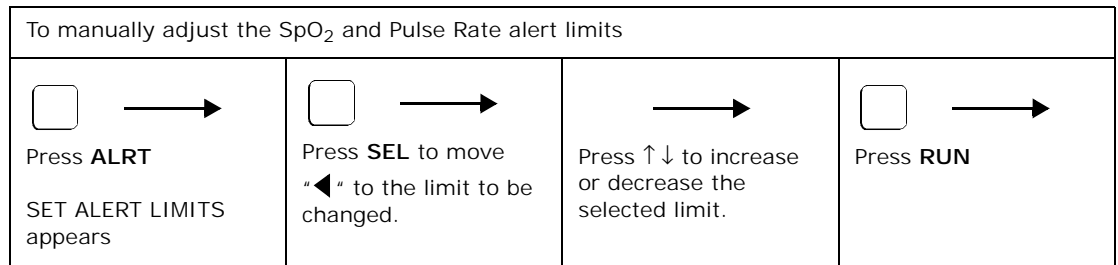 To manually adjust the SpO₂ and Pulse Rate alert limits
Press ALRT
SET ALERT LIMITS
appears
Press SEL to move
"◀" to the limit to be
changed.
Press ↑↓ to increase
or decrease the
selected limit.
Press RUN